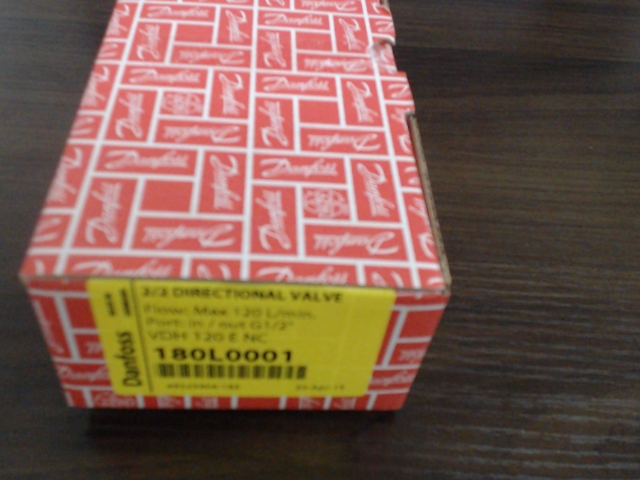 Danfoss
2/2 DIRECTIONAL VALVE
Flow: Max 120 L/min.
Port: in / out G1/2"
VDH 120 E NC
180L0001